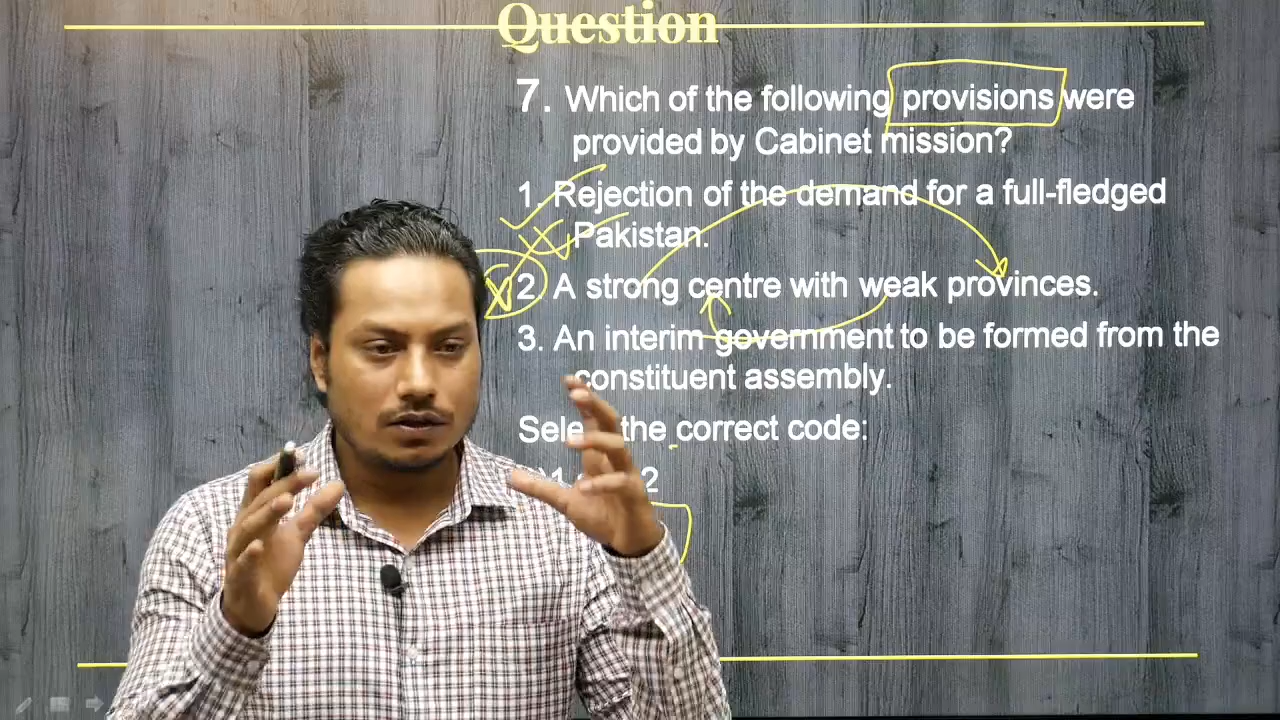 Question
7. Which of the following provisions were
provided by Cabinet mission?
1. Rejection of the demand for a full-fledged
Pakistan.
2. A strong centre with weak provinces.
3. An interim government to be formed from the
constituent assembly.
the correct code:
1 2